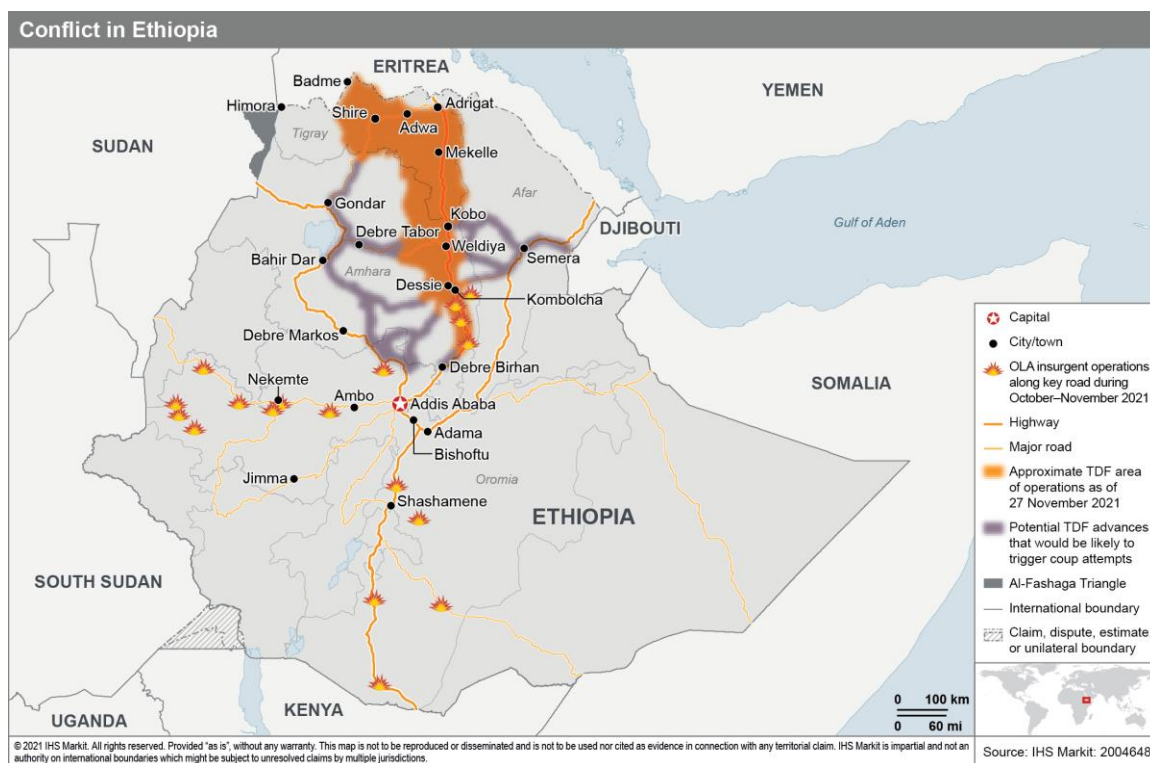 Conflict in Ethiopia
ERITREA
Badme
YEMEN
Himora
Adrigat
Shire
Adwa
Tigray
SUDAN
Mekelle
Afar
Gondar
Kobo
DJIBOUTI
Gulf of Aden
Debre Tabor
Weldiya
Semera
Bahir Dar
Amhara
Dessie
Kombolcha
Debre Markos
Debre Birhan
Nekemte
Ambo
Addis Ababa
SOMALIA
Adama
Bishoftu
Jimma
Oromia
Shashamene
ETHIOPIA
SOUTH SUDAN
KENYA
UGANDA
Capital
City/town
OLA insurgent operations
along key road during
October–November 2021
Highway
Major road
Approximate TDF area
of operations as of
27 November 2021
Potential TDF advances
that would be likely to
trigger coup attempts
Al-Fashaga Triangle
International boundary
Claim, dispute, estimate
or unilateral boundary
0 100 km
0 60 mi
© 2021 IHS Markit. All rights reserved. Provided “as is”, without any warranty. This map is not to be reproduced or disseminated and is not to be used nor cited as evidence in connection with any territorial claim. IHS Markit is impartial and not an
authority on international boundaries which might be subject to unresolved claims by multiple jurisdictions.
Source: IHS Markit: 2004648